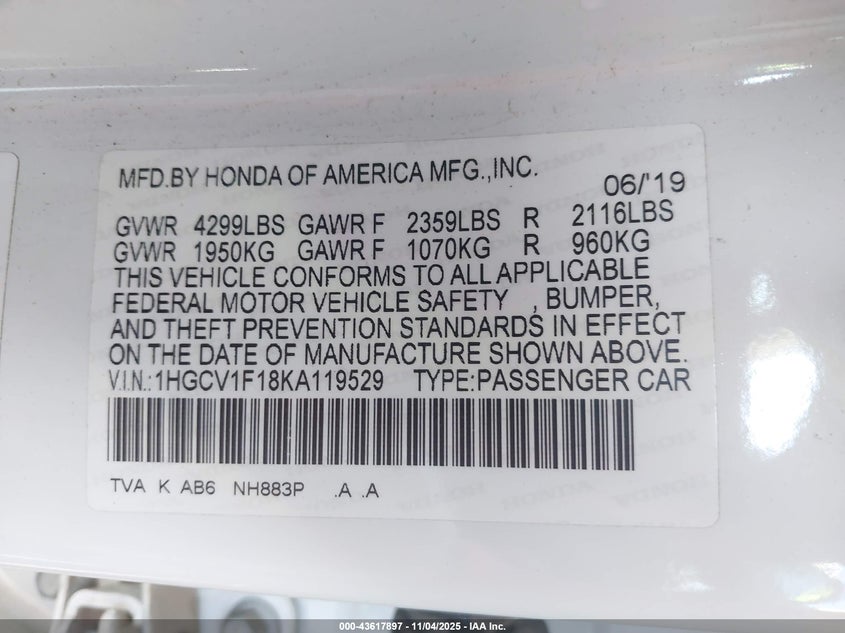 MFD.BY HONDA OF AMERICA MFG.,INC. 06/'19
GVWR 4299LBS GAWR F 2359LBS R 2116LBS
GVWR 1950KG GAWR F 1070KG R 960KG
THIS VEHICLE CONFORMS TO ALL APPLICABLE
FEDERAL MOTOR VEHICLE SAFETY , BUMPER,
AND THEFT PREVENTION STANDARDS IN EFFECT
ON THE DATE OF MANUFACTURE SHOWN ABOVE.
V.I.N.:1HGCV1F18KA119529 TYPE:PASSENGER CAR
TVA K AB6 NH883P .A .A
000-43617897 - 11/04/2025 - IAA Inc.